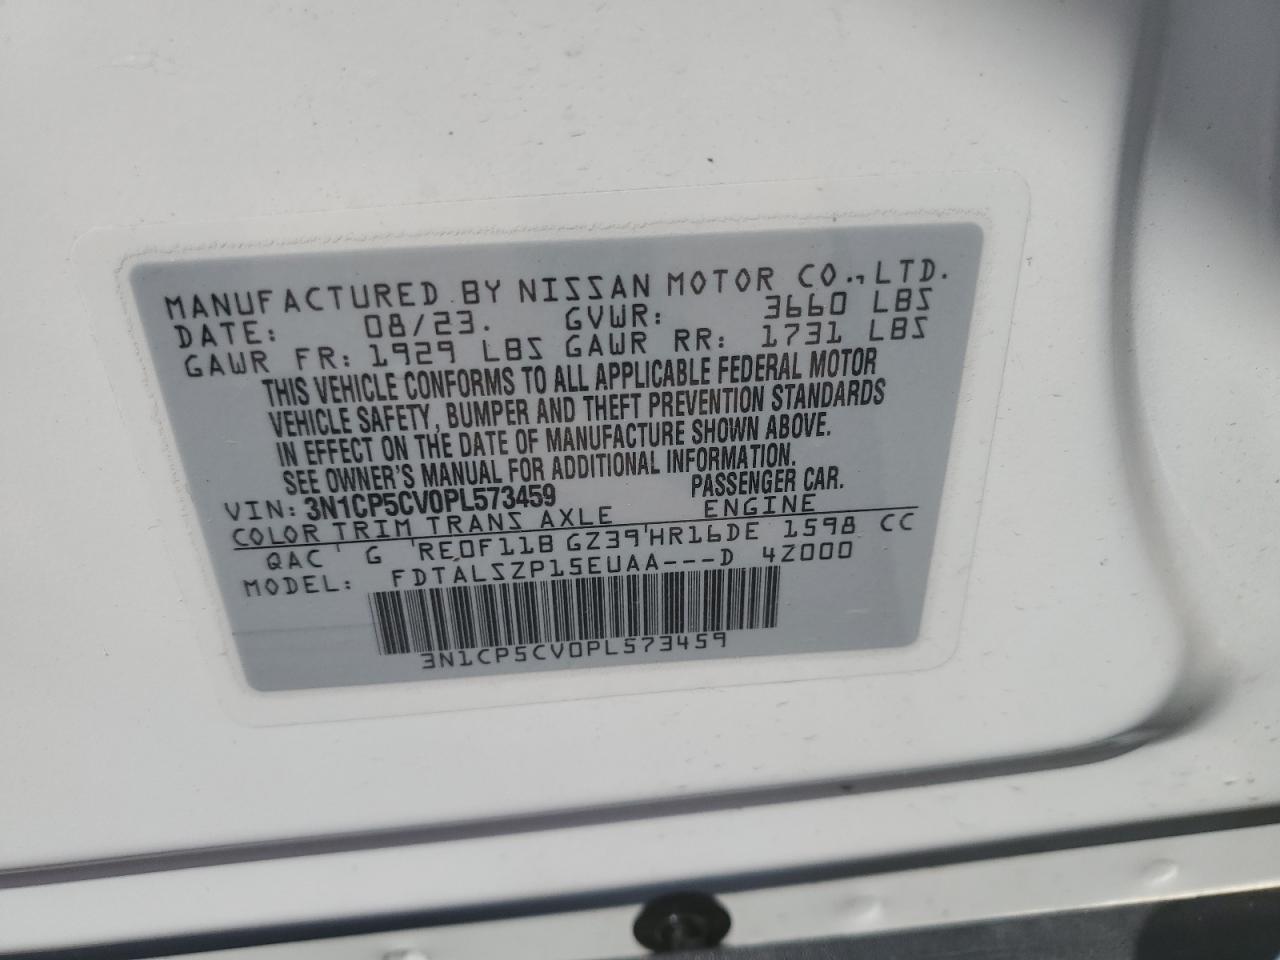 MANUFACTURED BY NISSAN MOTOR CO., LTD.
DATE: 08/23. GVWR: 3660 LBS
GAWR FR: 1929 LBS GAWR RR: 1731 LBS
THIS VEHICLE CONFORMS TO ALL APPLICABLE FEDERAL MOTOR
VEHICLE SAFETY, BUMPER AND THEFT PREVENTION STANDARDS
IN EFFECT ON THE DATE OF MANUFACTURE SHOWN ABOVE.
SEE OWNER'S MANUAL FOR ADDITIONAL INFORMATION.
VIN: 3N1CP5CV0PL573459 PASSENGER CAR.
COLOR TRIM TRANS AXLE ENGINE
QAC ' G 'RE0F11B GZ39'HR16DE 1598 CC
MODEL: FDTALSZP15EUAA---D 4Z000
3N1CP5CV0PL573459